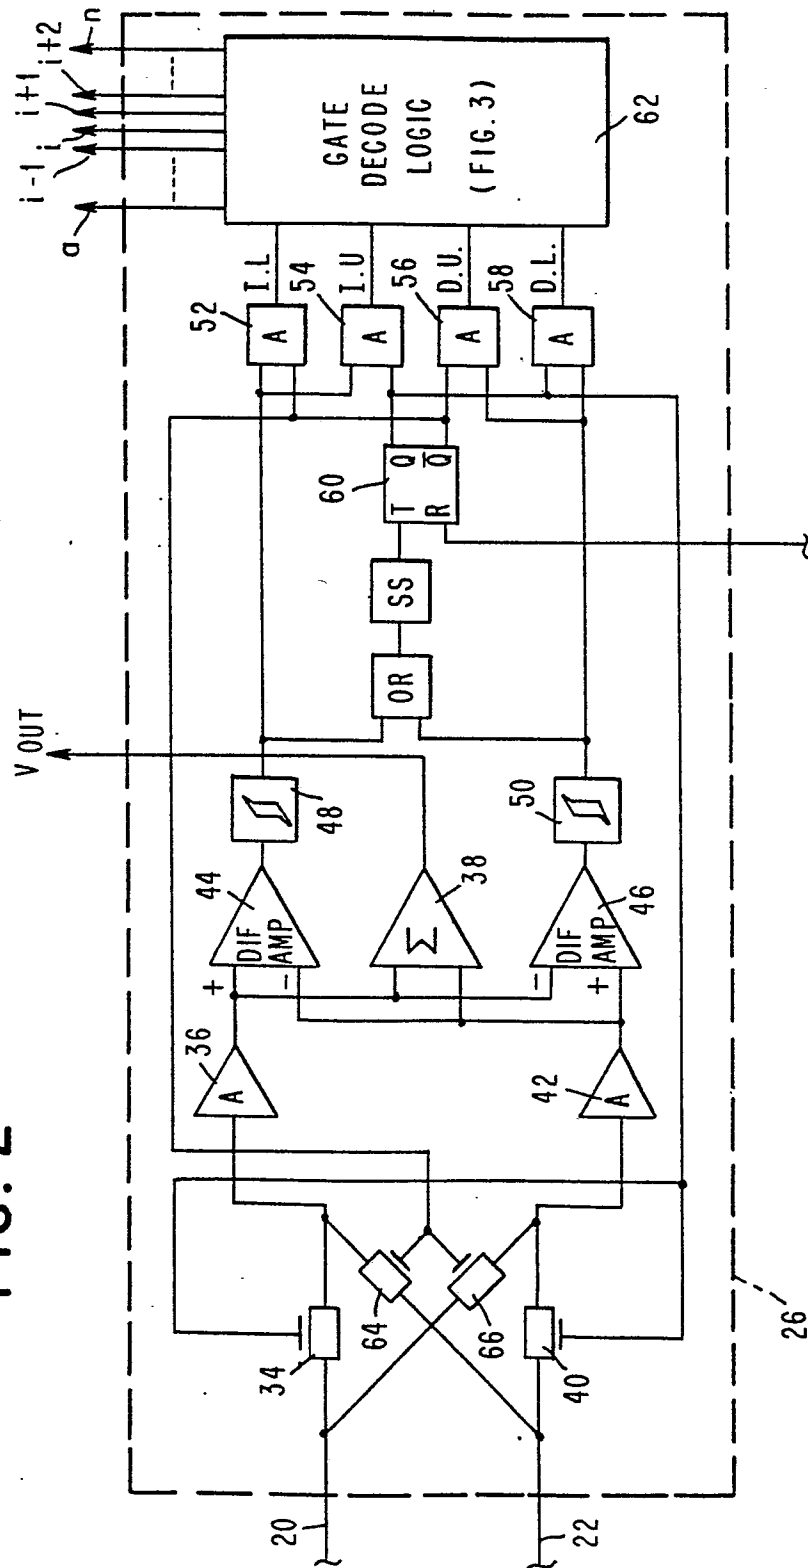 FIG. 2
20
22
26
34
40
64
66
36
A
42
A
+
-
DIF
AMP
44
Σ
38
-
+
DIF
AMP
46
48
50
V OUT
OR
SS
60
T
Q
R
Q̅
52
A
I.L
54
A
I.U
56
A
D.U.
58
A
D.L.
GATE
DECODE
LOGIC
(FIG.3)
62
a
i-1
i
i+1
i+2
n